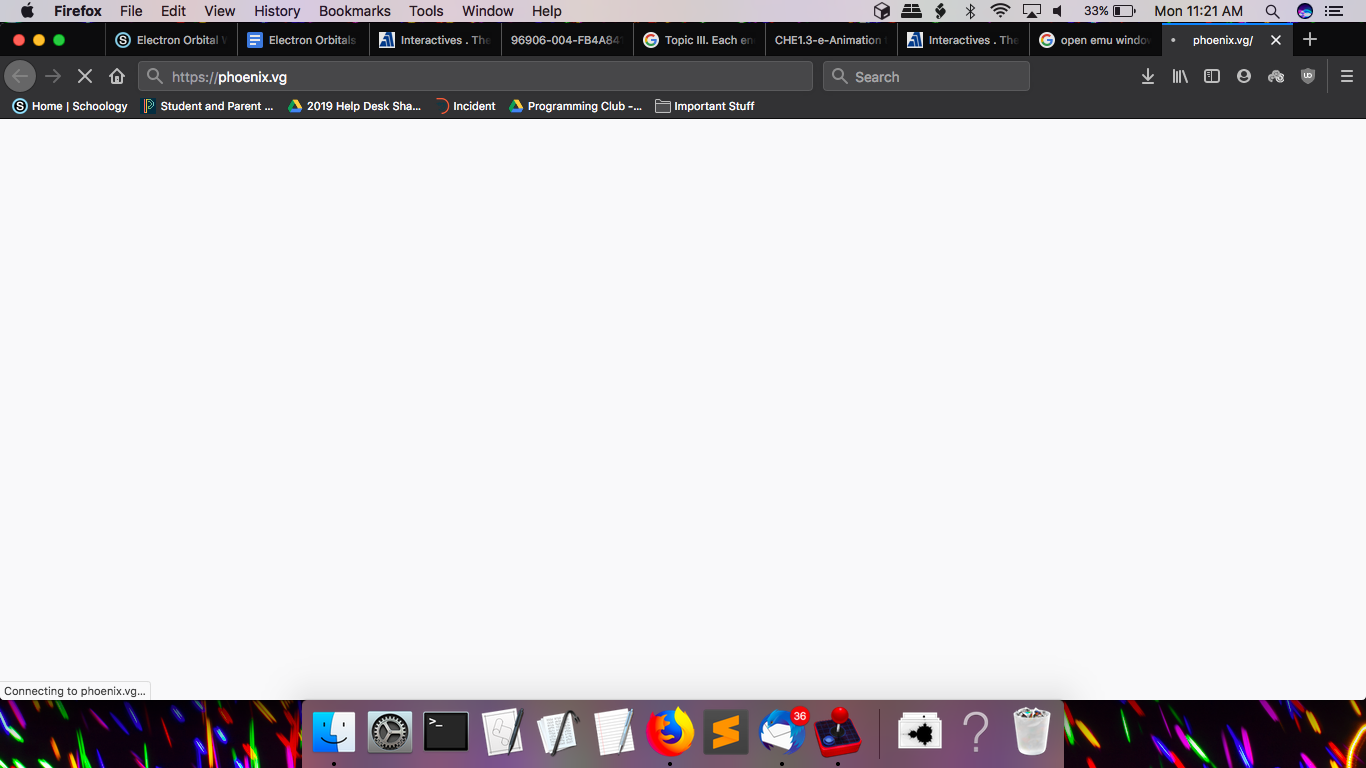 Firefox File Edit View History Bookmarks Tools Window Help 33% Mon 11:21 AM
Electron Orbital Electron Orbitals Interactives . The 96906-004-FB4A84 Topic III. Each en CHE1.3-e-Animation Interactives . The open emu window phoenix.vg/
https://phoenix.vg Search
Home | Schoology Student and Parent ... 2019 Help Desk Sha... Incident Programming Club -... Important Stuff
Connecting to phoenix.vg...
36